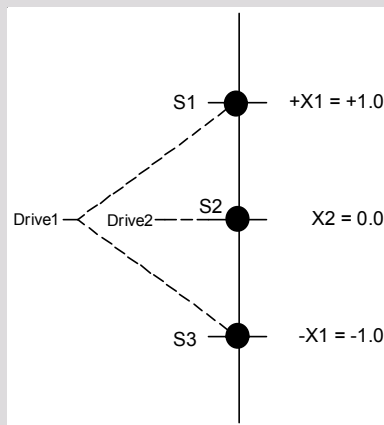 S1 +X1 = +1.0
Drive1 Drive2 S2 X2 = 0.0
S3 -X1 = -1.0